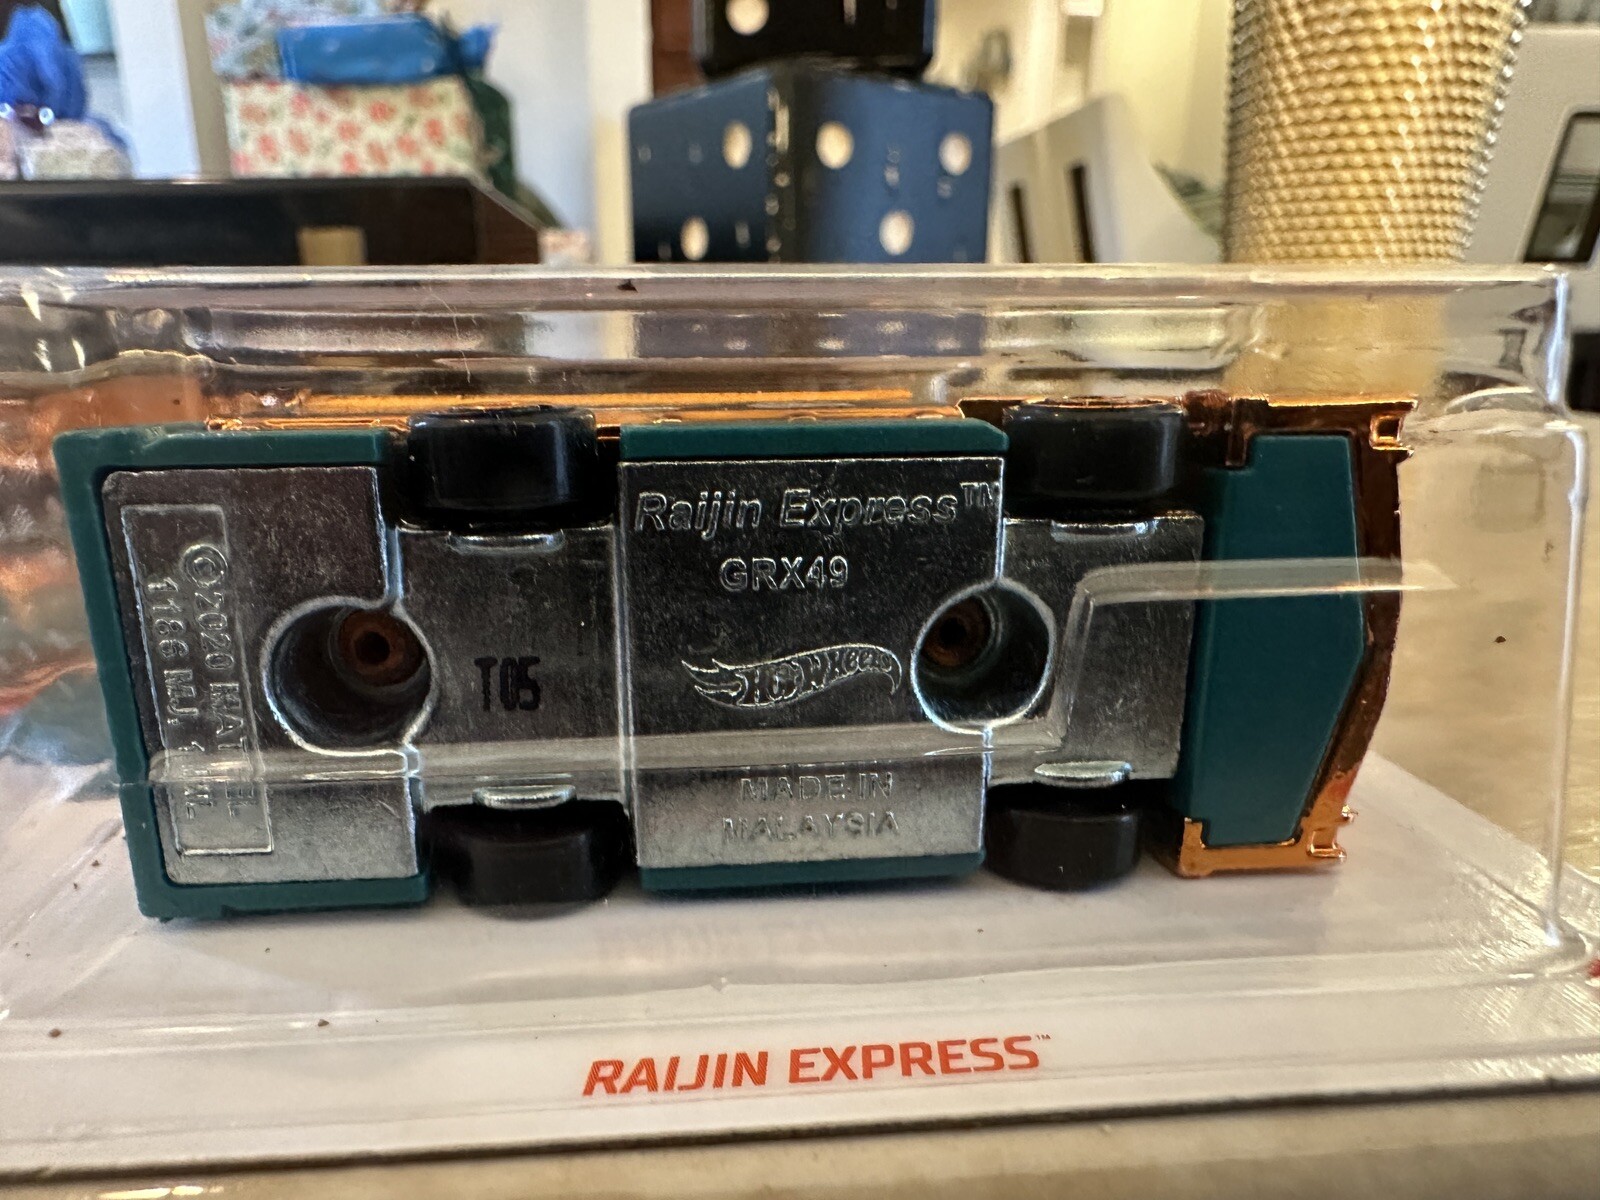 Raijin Express™
GRX49
Hot Wheels
MADE IN
MALAYSIA
T05
©2020 MATTEL
1186 MJ, 1,NL
RAIJIN EXPRESS™